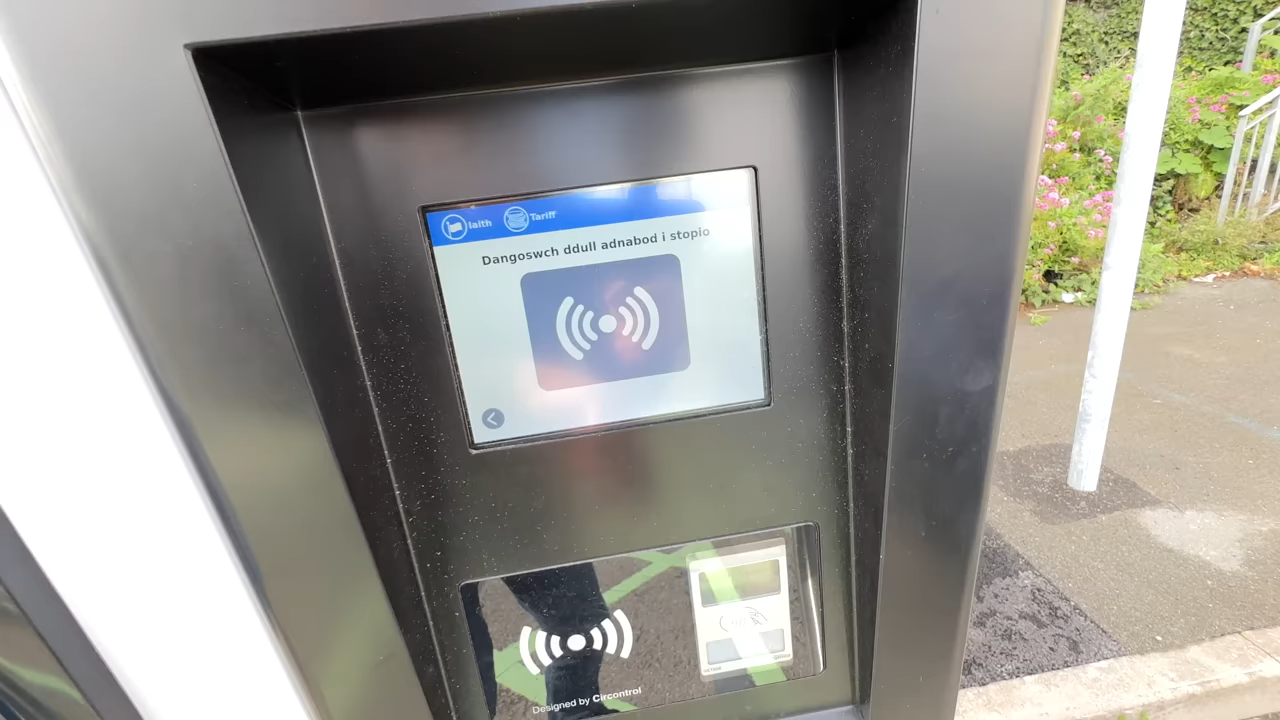 Iaith
Tariff
Dangoswch ddull adnabod i stopio
Designed by Circontrol